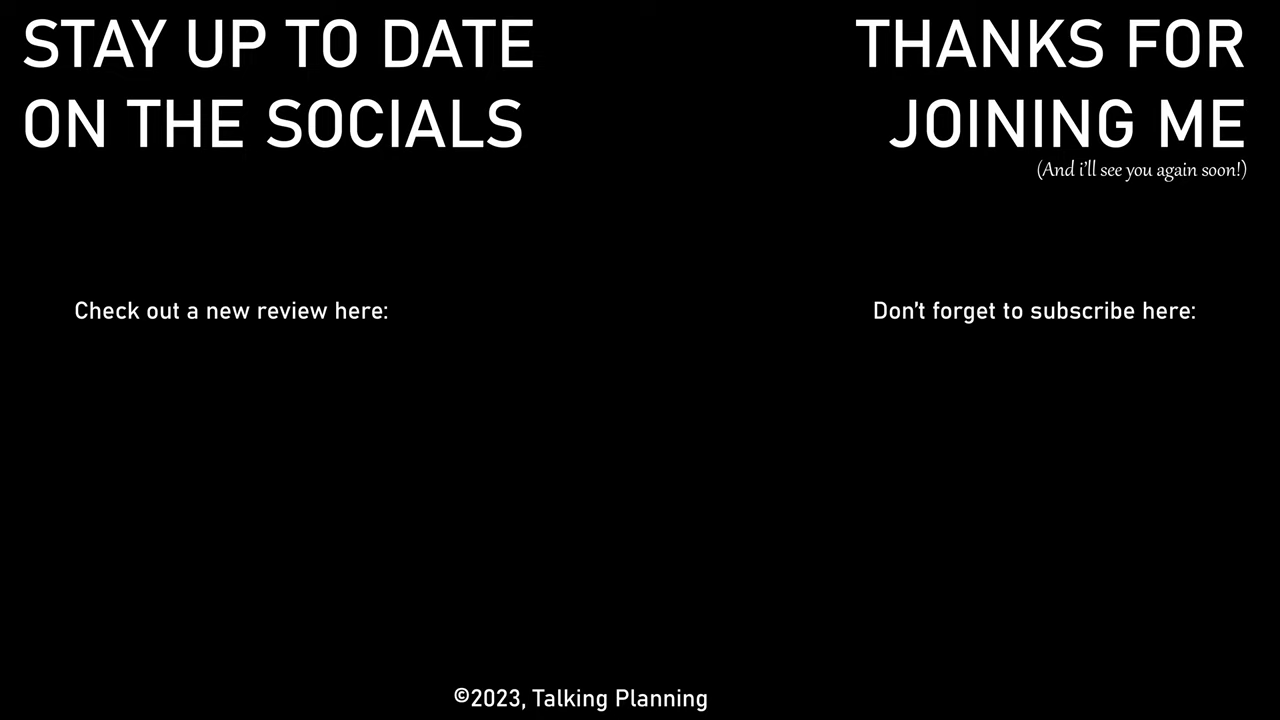 STAY UP TO DATE
ON THE SOCIALS
THANKS FOR
JOINING ME
(And i'll see you again soon!)
Check out a new review here:
Don't forget to subscribe here:
©2023, Talking Planning